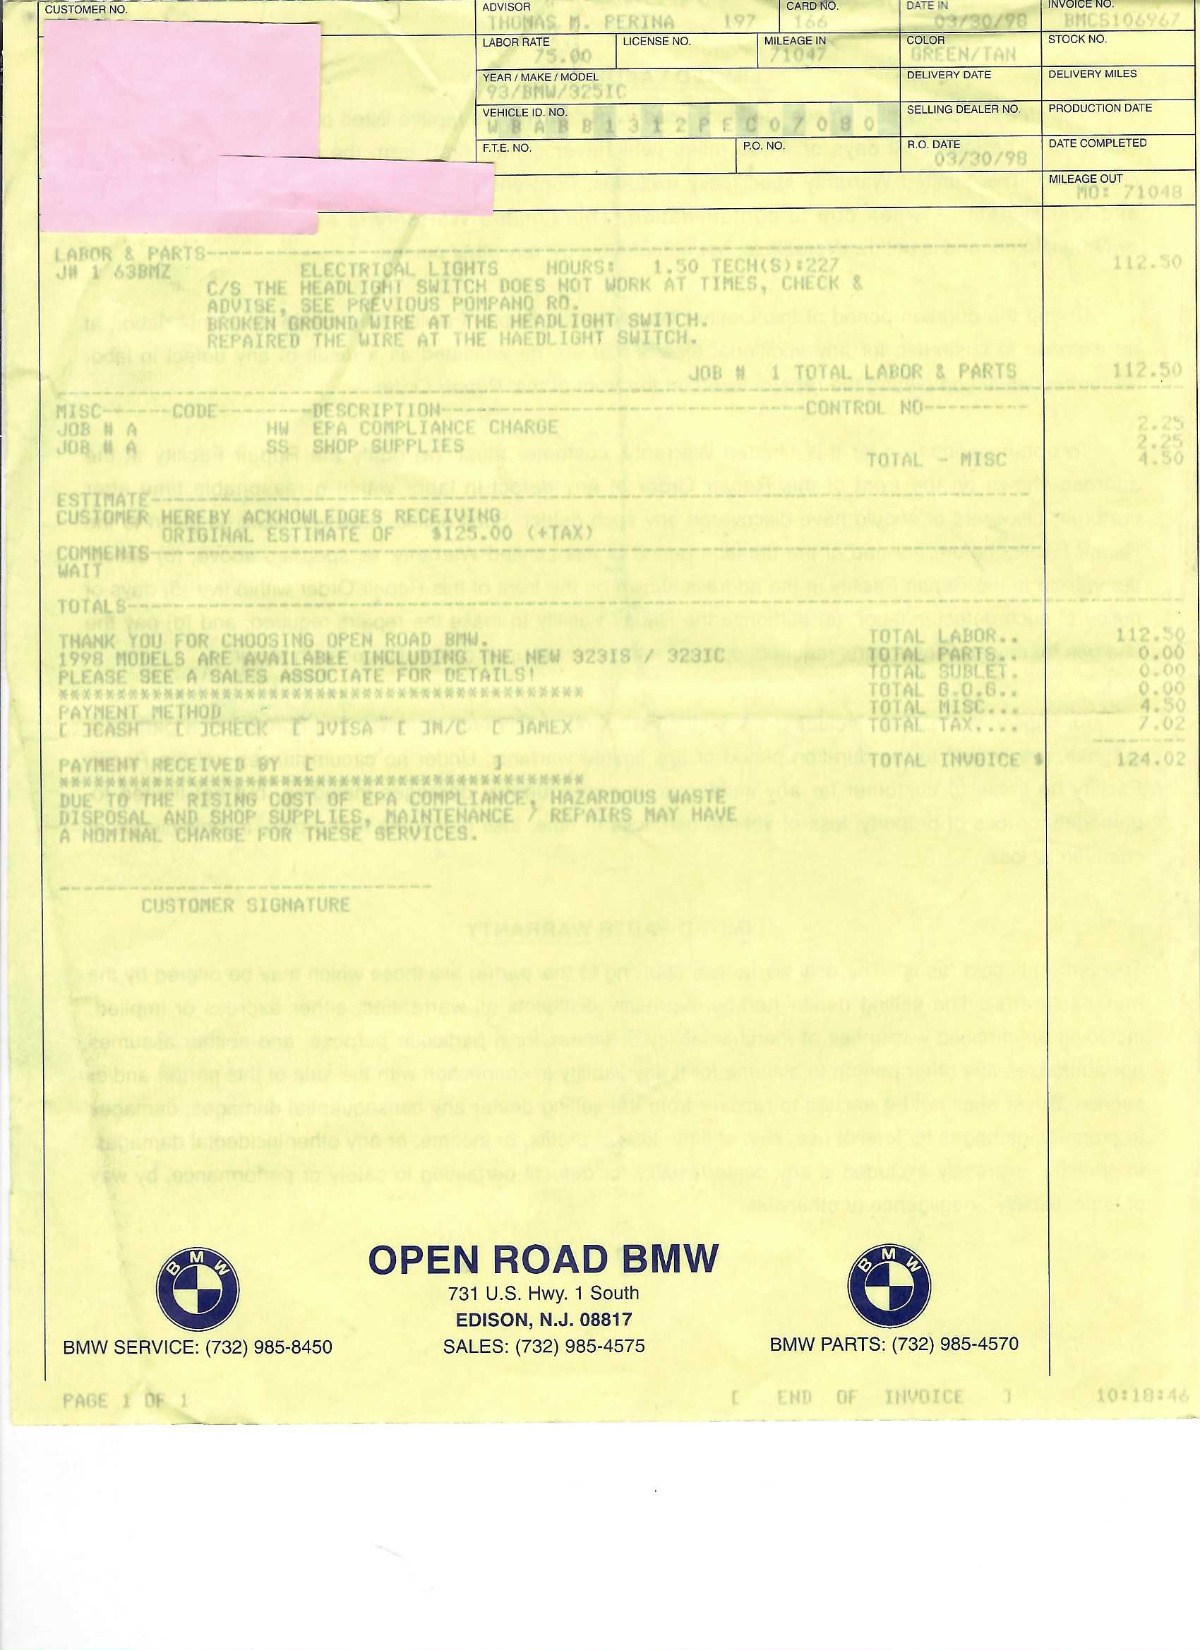 CUSTOMER NO.
ADVISOR CARD NO. DATE IN INVOICE NO.
THOMAS M. PERINA 197 166 03/30/98 BMCS106967
LABOR RATE LICENSE NO. MILEAGE IN COLOR STOCK NO.
75.00 71047 GREEN/TAN
YEAR / MAKE / MODEL DELIVERY DATE DELIVERY MILES
93/BMW/325IC
VEHICLE ID. NO. SELLING DEALER NO. PRODUCTION DATE
W B A B B 1 3 1 2 P E C 0 7 0 8 0
F.T.E. NO. P.O. NO. R.O. DATE DATE COMPLETED
03/30/98
MILEAGE OUT
MO: 71048
LABOR & PARTS
J# 1 63BMZ ELECTRICAL LIGHTS HOURS: 1.50 TECH(S):227 112.50
C/S THE HEADLIGHT SWITCH DOES NOT WORK AT TIMES, CHECK &
ADVISE, SEE PREVIOUS POMPANO RO.
BROKEN GROUND WIRE AT THE HEADLIGHT SWITCH.
REPAIRED THE WIRE AT THE HAEDLIGHT SWITCH.
JOB # 1 TOTAL LABOR & PARTS 112.50
MISC------CODE--------DESCRIPTION--------CONTROL NO--------
JOB # A HW EPA COMPLIANCE CHARGE 2.25
JOB # A SS SHOP SUPPLIES 2.25
TOTAL - MISC 4.50
ESTIMATE
CUSTOMER HEREBY ACKNOWLEDGES RECEIVING
ORIGINAL ESTIMATE OF $125.00 (+TAX)
COMMENTS
WAIT
TOTALS
THANK YOU FOR CHOOSING OPEN ROAD BMW. TOTAL LABOR.. 112.50
1998 MODELS ARE AVAILABLE INCLUDING THE NEW 323IS / 323IC TOTAL PARTS.. 0.00
PLEASE SEE A SALES ASSOCIATE FOR DETAILS! TOTAL SUBLET. 0.00
********************************************* TOTAL G.O.G.. 0.00
PAYMENT METHOD TOTAL MISC... 4.50
[ ]CASH [ ]CHECK [ ]VISA [ ]M/C [ ]AMEX TOTAL TAX.... 7.02
PAYMENT RECEIVED BY [ ] TOTAL INVOICE $ 124.02
*********************************************
DUE TO THE RISING COST OF EPA COMPLIANCE, HAZARDOUS WASTE
DISPOSAL AND SHOP SUPPLIES, MAINTENANCE / REPAIRS MAY HAVE
A NOMINAL CHARGE FOR THESE SERVICES.
CUSTOMER SIGNATURE
BMW
OPEN ROAD BMW
BMW
731 U.S. Hwy. 1 South
EDISON, N.J. 08817
BMW SERVICE: (732) 985-8450 SALES: (732) 985-4575 BMW PARTS: (732) 985-4570
PAGE 1 OF 1 [ END OF INVOICE ] 10:18:46